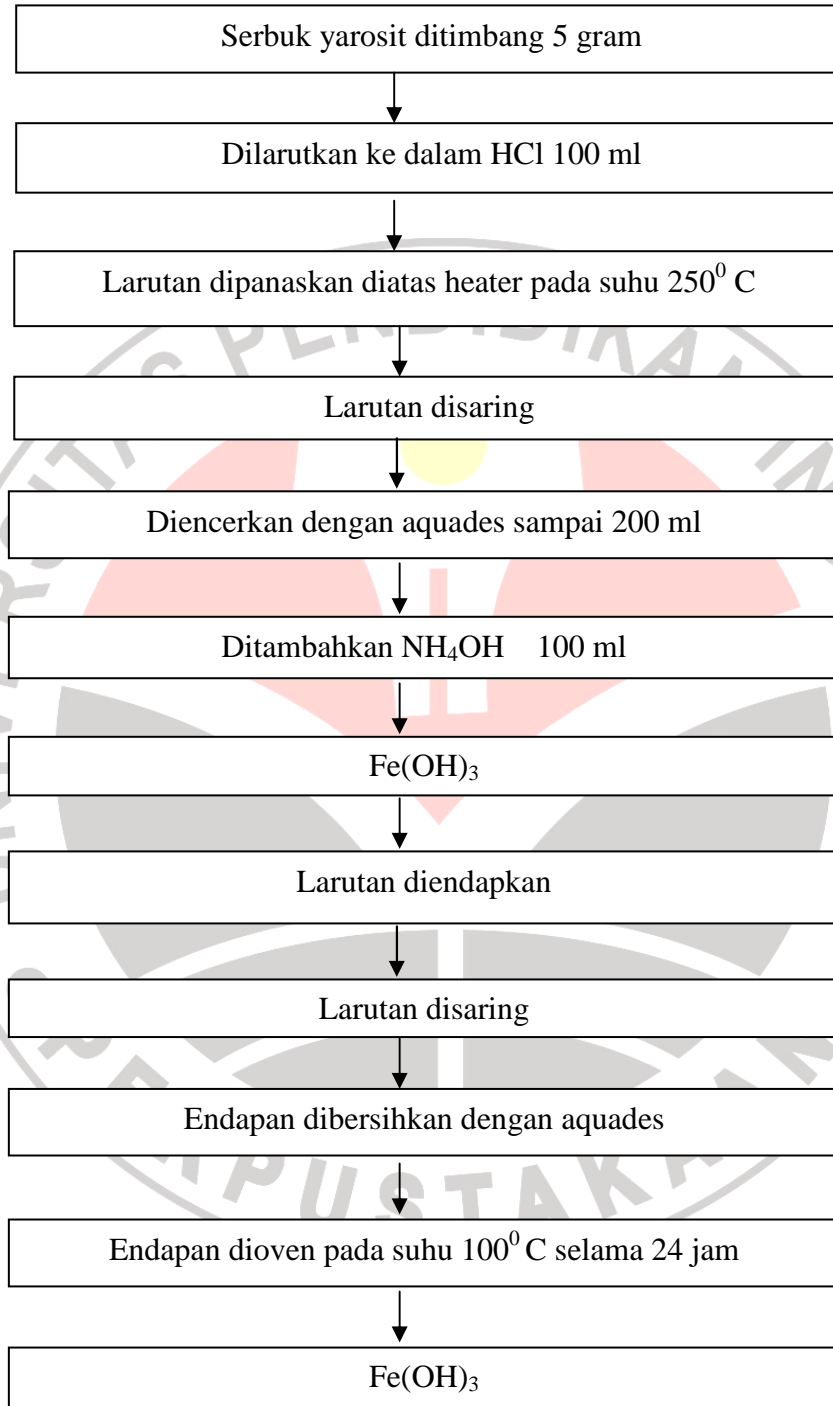 Serbuk yarosit ditimbang 5 gram
Dilarutkan ke dalam HCl 100 ml
Larutan dipanaskan diatas heater pada suhu 250⁰ C
Larutan disaring
Diencerkan dengan aquades sampai 200 ml
Ditambahkan NH₄OH 100 ml
Fe(OH)₃
Larutan diendapkan
Larutan disaring
Endapan dibersihkan dengan aquades
Endapan dioven pada suhu 100⁰ C selama 24 jam
Fe(OH)₃